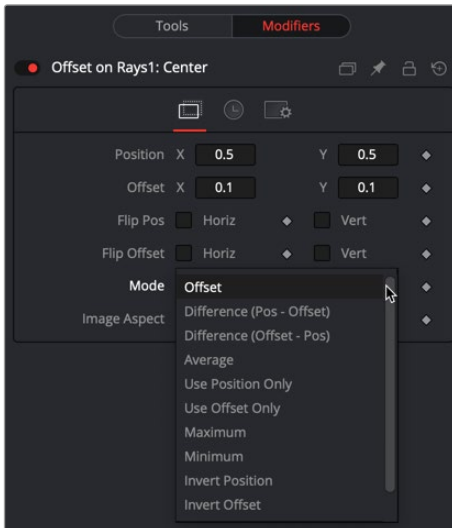 Tools Modifiers
Offset on Rays1: Center
Position X 0.5 Y 0.5
Offset X 0.1 Y 0.1
Flip Pos Horiz Vert
Flip Offset Horiz Vert
Mode Offset
Difference (Pos - Offset)
Image Aspect
Difference (Offset - Pos)
Average
Use Position Only
Use Offset Only
Maximum
Minimum
Invert Position
Invert Offset